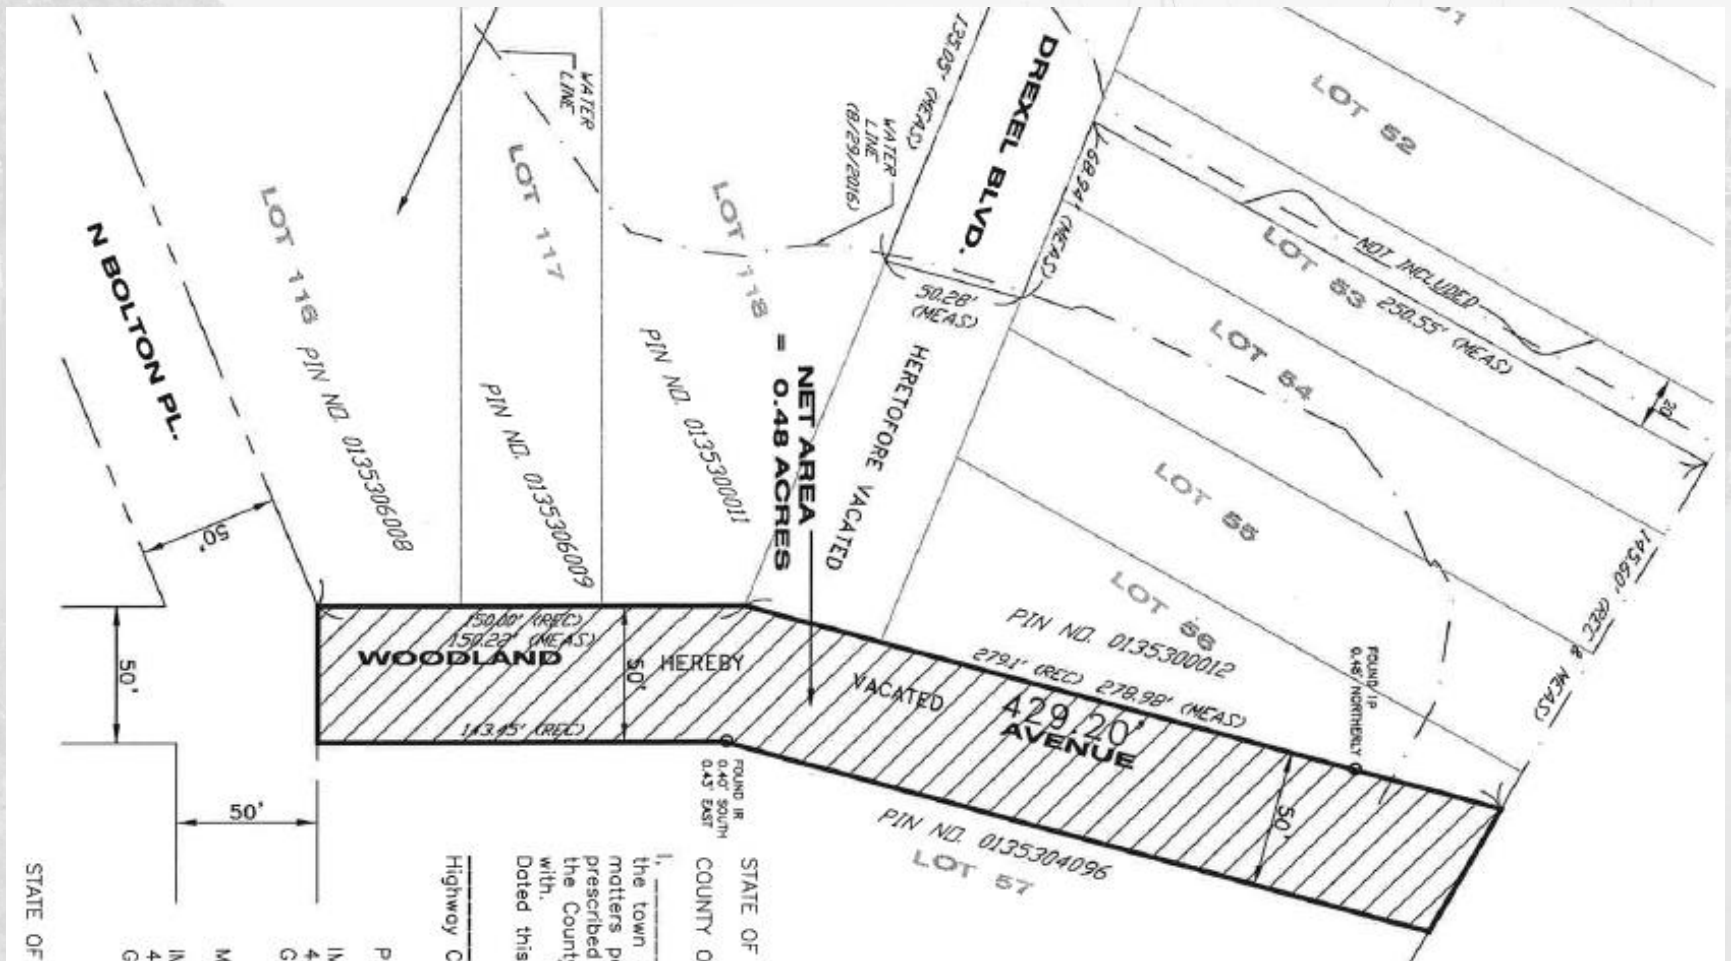 WATER
LINE
135.05' (MEAS)
DREXEL BLVD.
LOT 52
WATER
LINE
(8/29/2016)
68.94' (MEAS)
NOT INCLUDED
LOT 53
250.55' (MEAS)
20'
LOT 117
LOT 116
LOT 118
N BOLTON PL.
50.28'
(MEAS)
LOT 54
PIN NO. 0135306008
PIN NO. 0135306009
PIN NO. 0135300011
NET AREA
= 0.48 ACRES
HERETOFORE VACATED
LOT 55
145.60' (REC & MEAS)
LOT 56
PIN NO. 0135300012
50'
150.00' (REC)
150.22' (MEAS)
WOODLAND
50'
HEREBY
VACATED
279.1' (REC) 278.98' (MEAS)
429.20'
AVENUE
FOUND IP
0.48' NORTHERLY
50'
143.45' (REC)
50'
FOUND IR
0.40' SOUTH
0.43' EAST
PIN NO. 0135304096
LOT 57
50'
STATE OF
COUNTY O
I,
the town
matters p
prescribed
the Count
with.
Dated this
Highway C
STATE OF